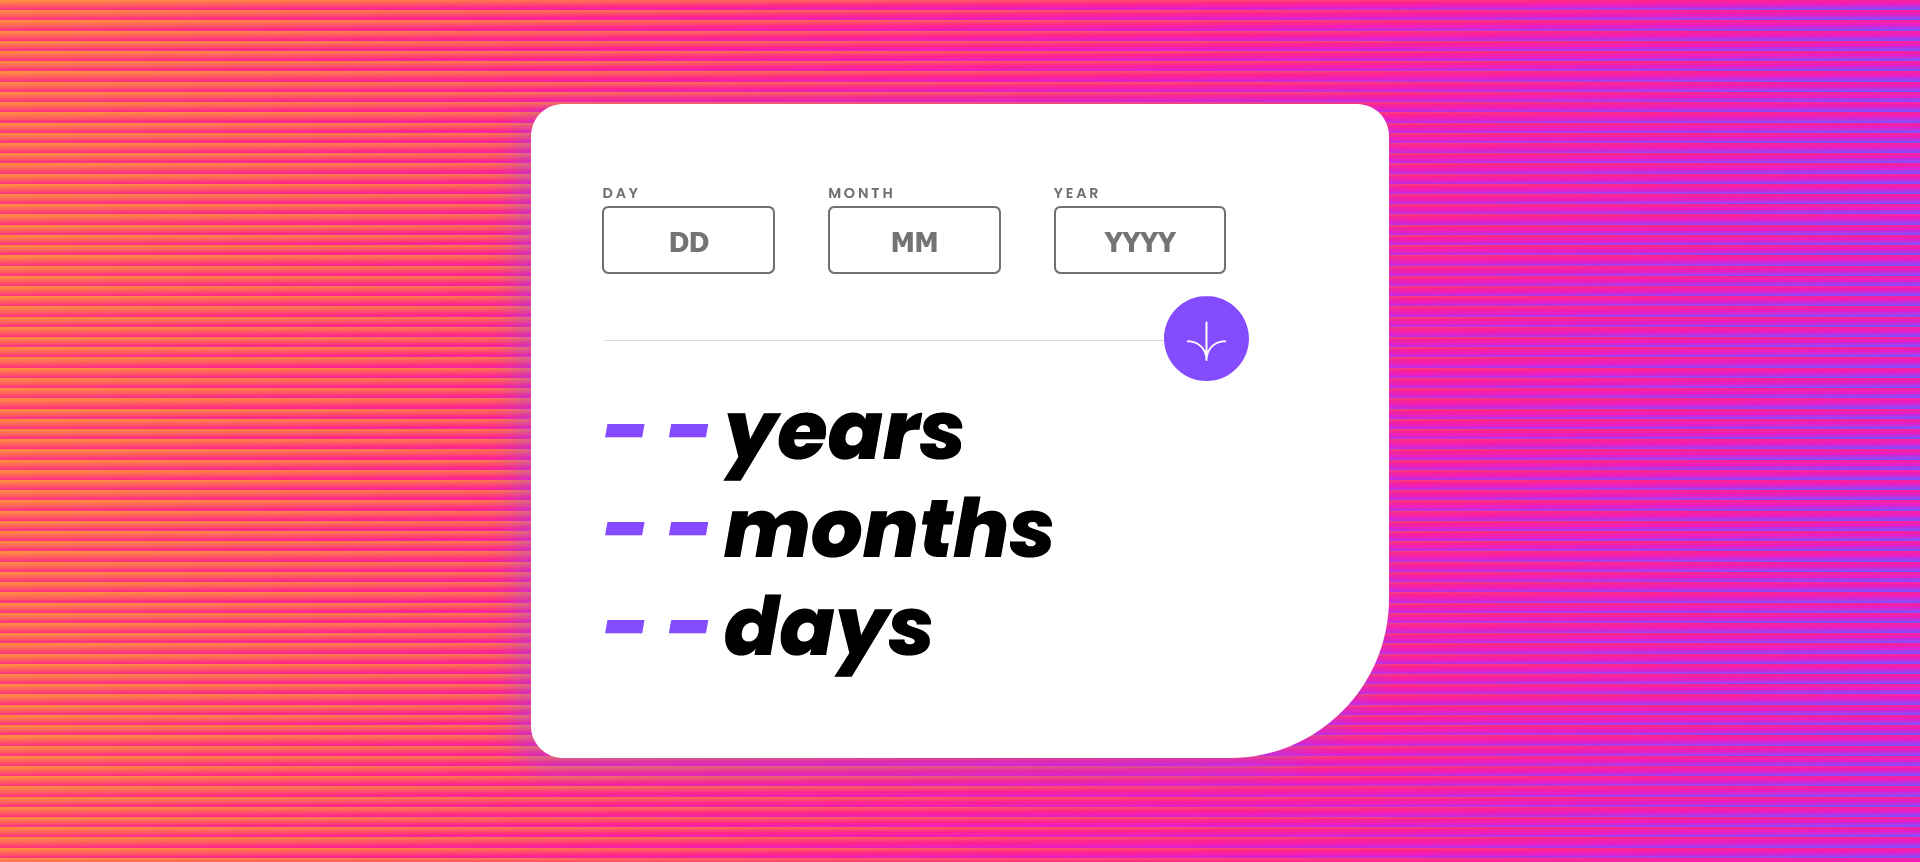 DAY MONTH YEAR
DD MM YYYY
- - years
- - months
- - days